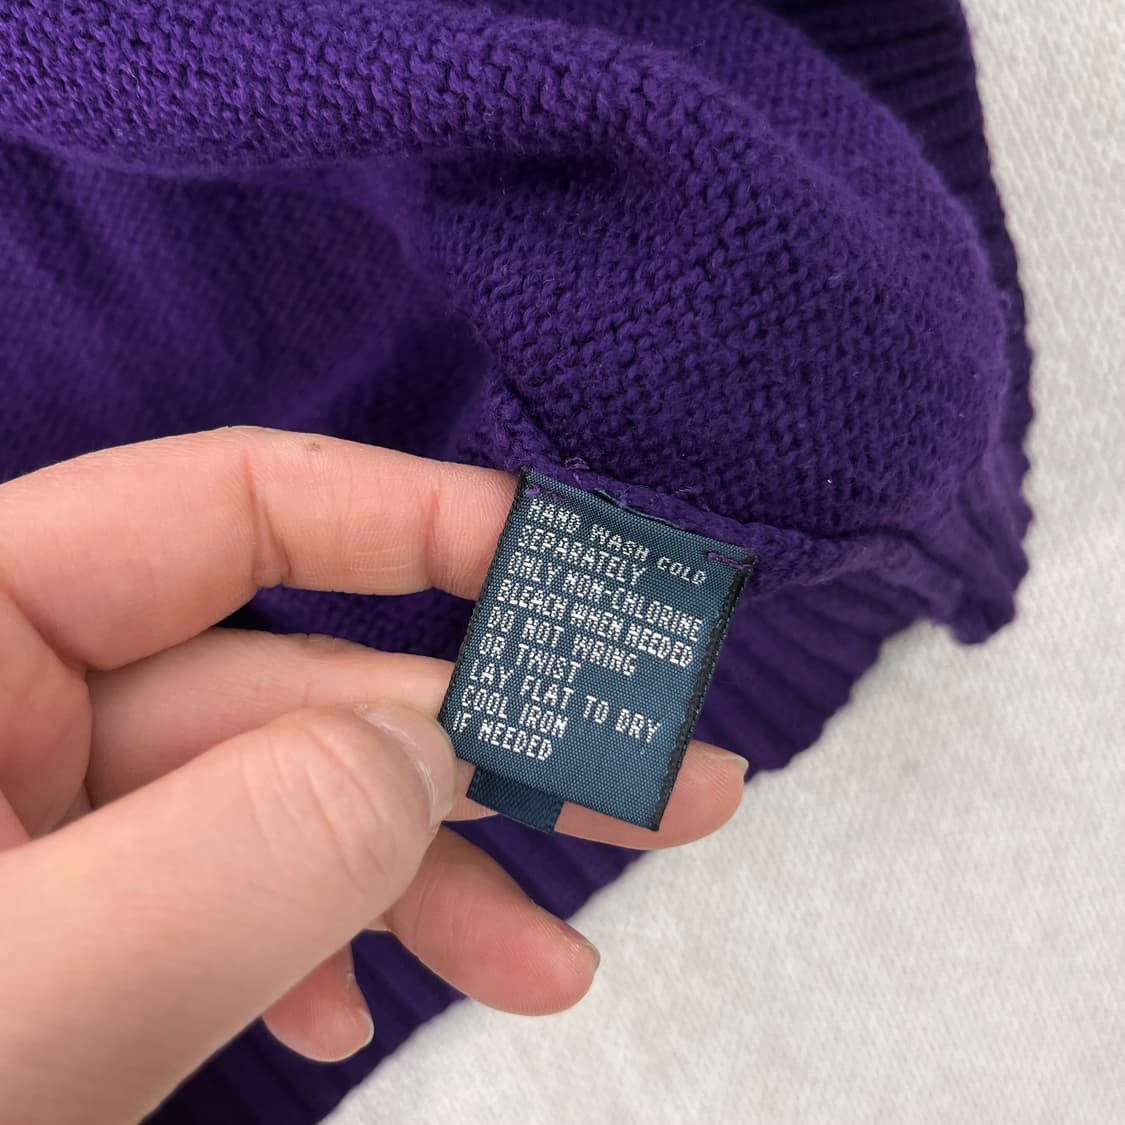 HAND WASH COLD
SEPARATELY
ONLY NON-CHLORINE
BLEACH WHEN NEEDED
DO NOT WRING
OR TWIST
LAY FLAT TO DRY
COOL IRON
IF NEEDED